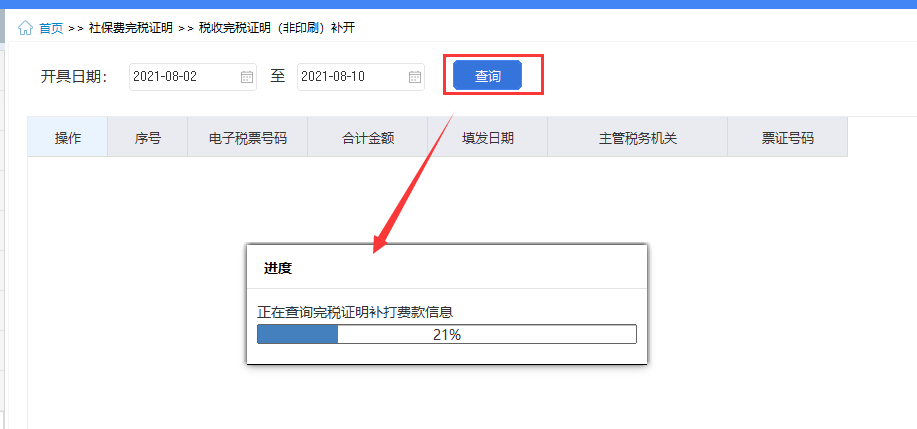 首页 >> 社保费完税证明 >> 税收完税证明（非印刷）补开
开具日期： 2021-08-02 至 2021-08-10 查询
操作 序号 电子税票号码 合计金额 填发日期 主管税务机关 票证号码
进度
正在查询完税证明补打费款信息
21%